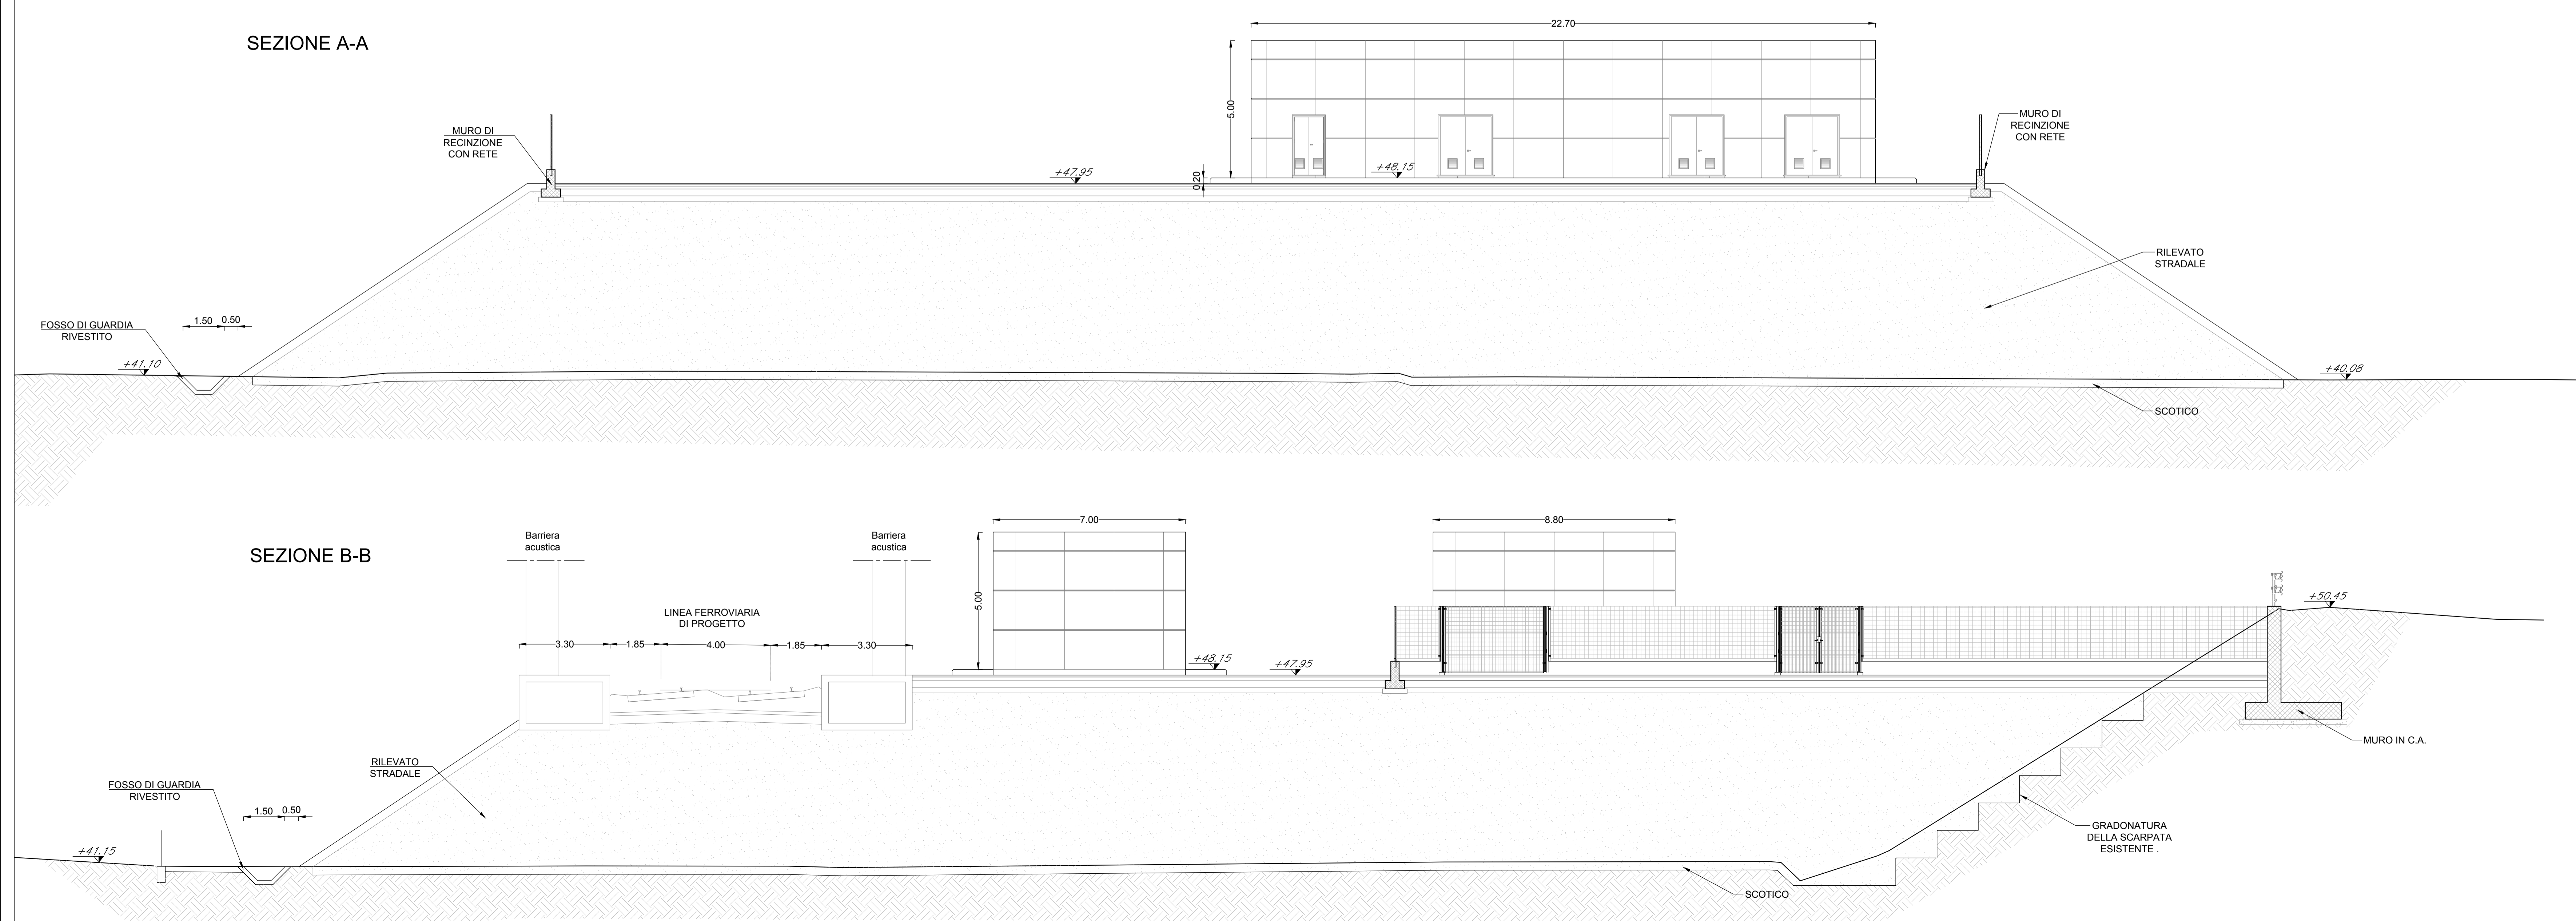 SEZIONE A-A
22.70
5.00
MURO DI
RECINZIONE
CON RETE
MURO DI
RECINZIONE
CON RETE
+47.95
0.20
+48.15
RILEVATO
STRADALE
FOSSO DI GUARDIA
RIVESTITO
1.50
0.50
+41.10
+40.08
SCOTICO
SEZIONE B-B
Barriera
acustica
Barriera
acustica
7.00
8.80
5.00
LINEA FERROVIARIA
DI PROGETTO
3.30
1.85
4.00
1.85
3.30
+48.15
+47.95
+50.45
MURO IN C.A.
RILEVATO
STRADALE
FOSSO DI GUARDIA
RIVESTITO
1.50
0.50
+41.15
GRADONATURA
DELLA SCARPATA
ESISTENTE .
SCOTICO